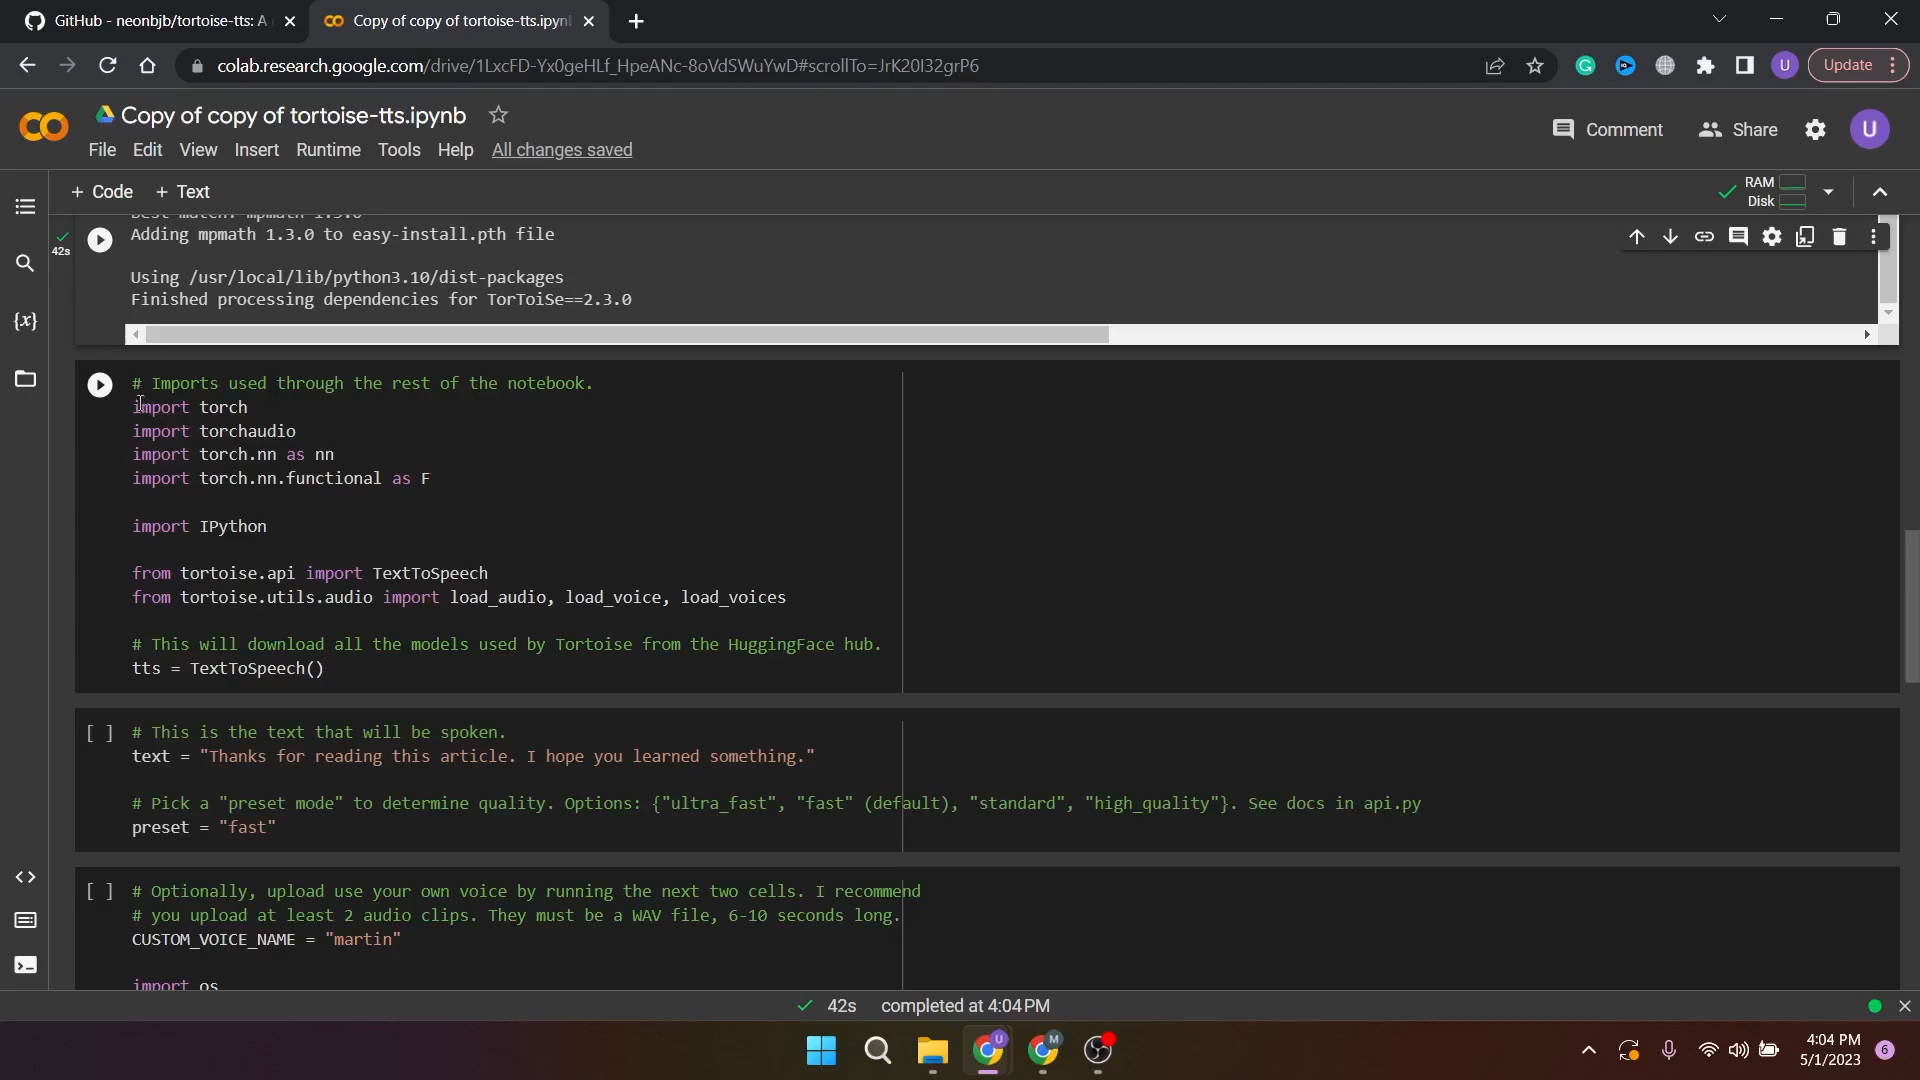 GitHub - neonbjb/tortoise-tts: A
Copy of copy of tortoise-tts.ipyn
colab.research.google.com/drive/1LxcFD-Yx0geHLf_HpeANc-8oVdSWuYwD#scrollTo=JrK20I32grP6
U
Update
Copy of copy of tortoise-tts.ipynb
Comment
Share
U
File Edit View Insert Runtime Tools Help All changes saved
+ Code + Text
RAM
Disk
Best match: mpmath 1.3.0
42s
Adding mpmath 1.3.0 to easy-install.pth file
{x}
Using /usr/local/lib/python3.10/dist-packages
Finished processing dependencies for TorToiSe==2.3.0
# Imports used through the rest of the notebook.
import torch
import torchaudio
import torch.nn as nn
import torch.nn.functional as F
import IPython
from tortoise.api import TextToSpeech
from tortoise.utils.audio import load_audio, load_voice, load_voices
# This will download all the models used by Tortoise from the HuggingFace hub.
tts = TextToSpeech()
[ ] # This is the text that will be spoken.
text = "Thanks for reading this article. I hope you learned something."
# Pick a "preset mode" to determine quality. Options: {"ultra_fast", "fast" (default), "standard", "high_quality"}. See docs in api.py
preset = "fast"
[ ] # Optionally, upload use your own voice by running the next two cells. I recommend
# you upload at least 2 audio clips. They must be a WAV file, 6-10 seconds long.
CUSTOM_VOICE_NAME = "martin"
import os
42s completed at 4:04 PM
U
M
4:04 PM
5/1/2023
6